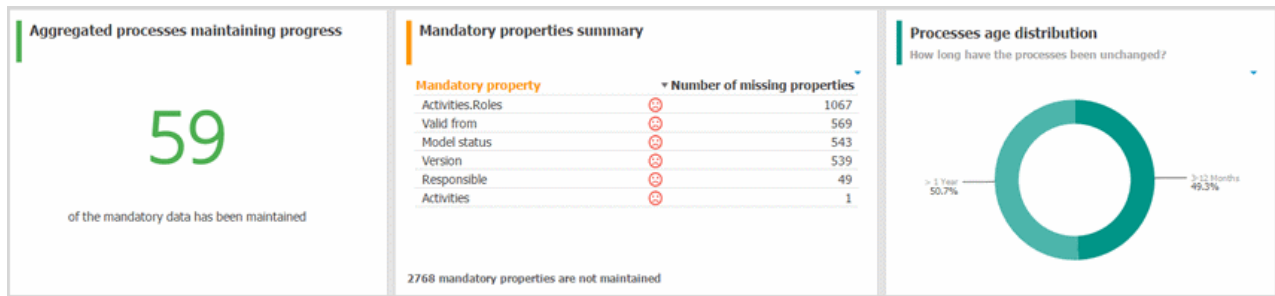 Aggregated processes maintaining progress
59
of the mandatory data has been maintained
Mandatory properties summary
Mandatory property Number of missing properties
Activities.Roles 1067
Valid from 569
Model status 543
Version 539
Responsible 49
Activities 1
2768 mandatory properties are not maintained
Processes age distribution
How long have the processes been unchanged?
> 1 Year
50.7%
3-12 Months
49.3%